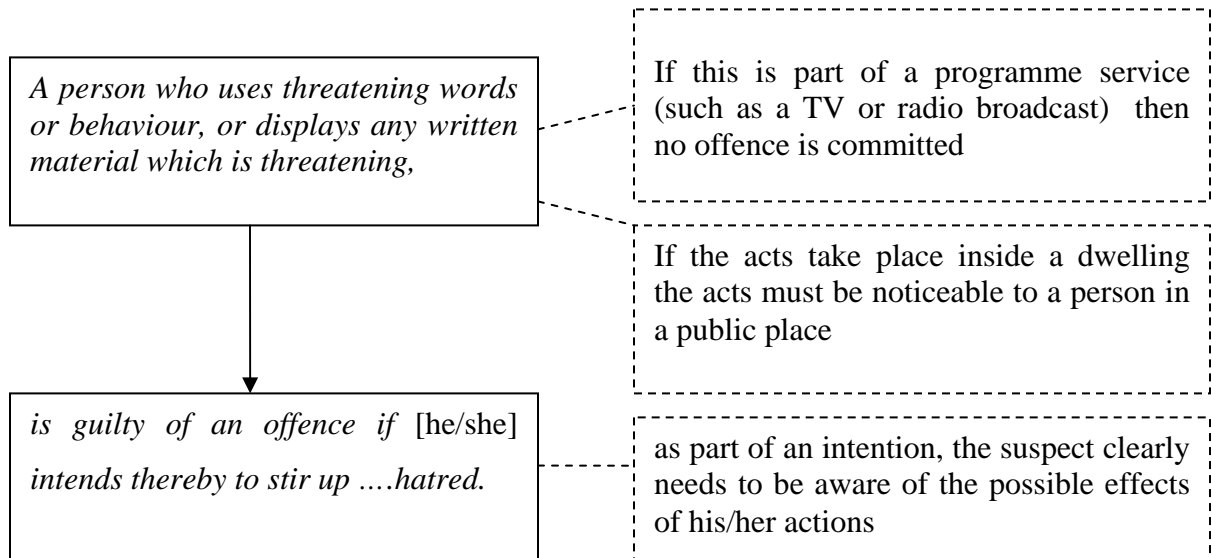 A person who uses threatening words
or behaviour, or displays any written
material which is threatening,
If this is part of a programme service
(such as a TV or radio broadcast) then
no offence is committed
If the acts take place inside a dwelling
the acts must be noticeable to a person in
a public place
is guilty of an offence if [he/she]
intends thereby to stir up ….hatred.
as part of an intention, the suspect clearly
needs to be aware of the possible effects
of his/her actions